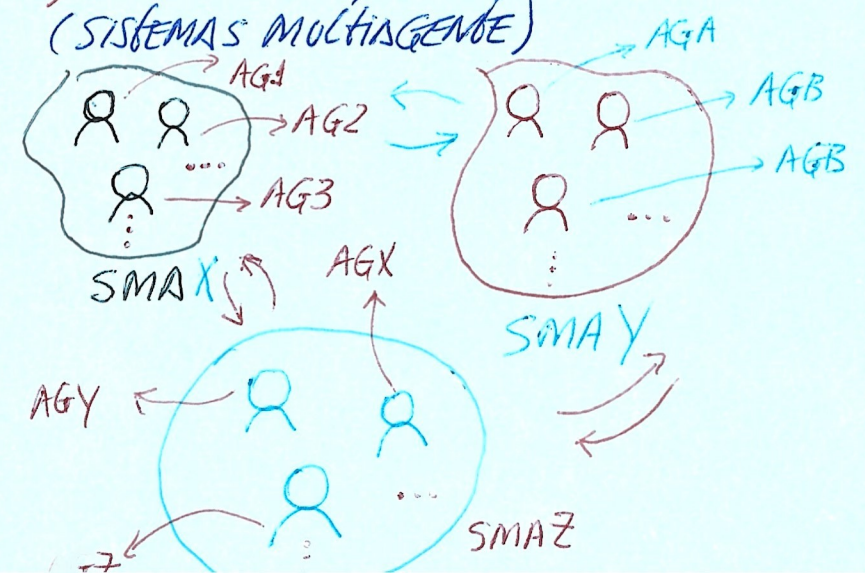 (SISTEMAS MULTIAGENTE)
AG1
AG2
AG3
SMAX
AGA
AGB
AGB
SMAY
AGX
AGY
SMAZ